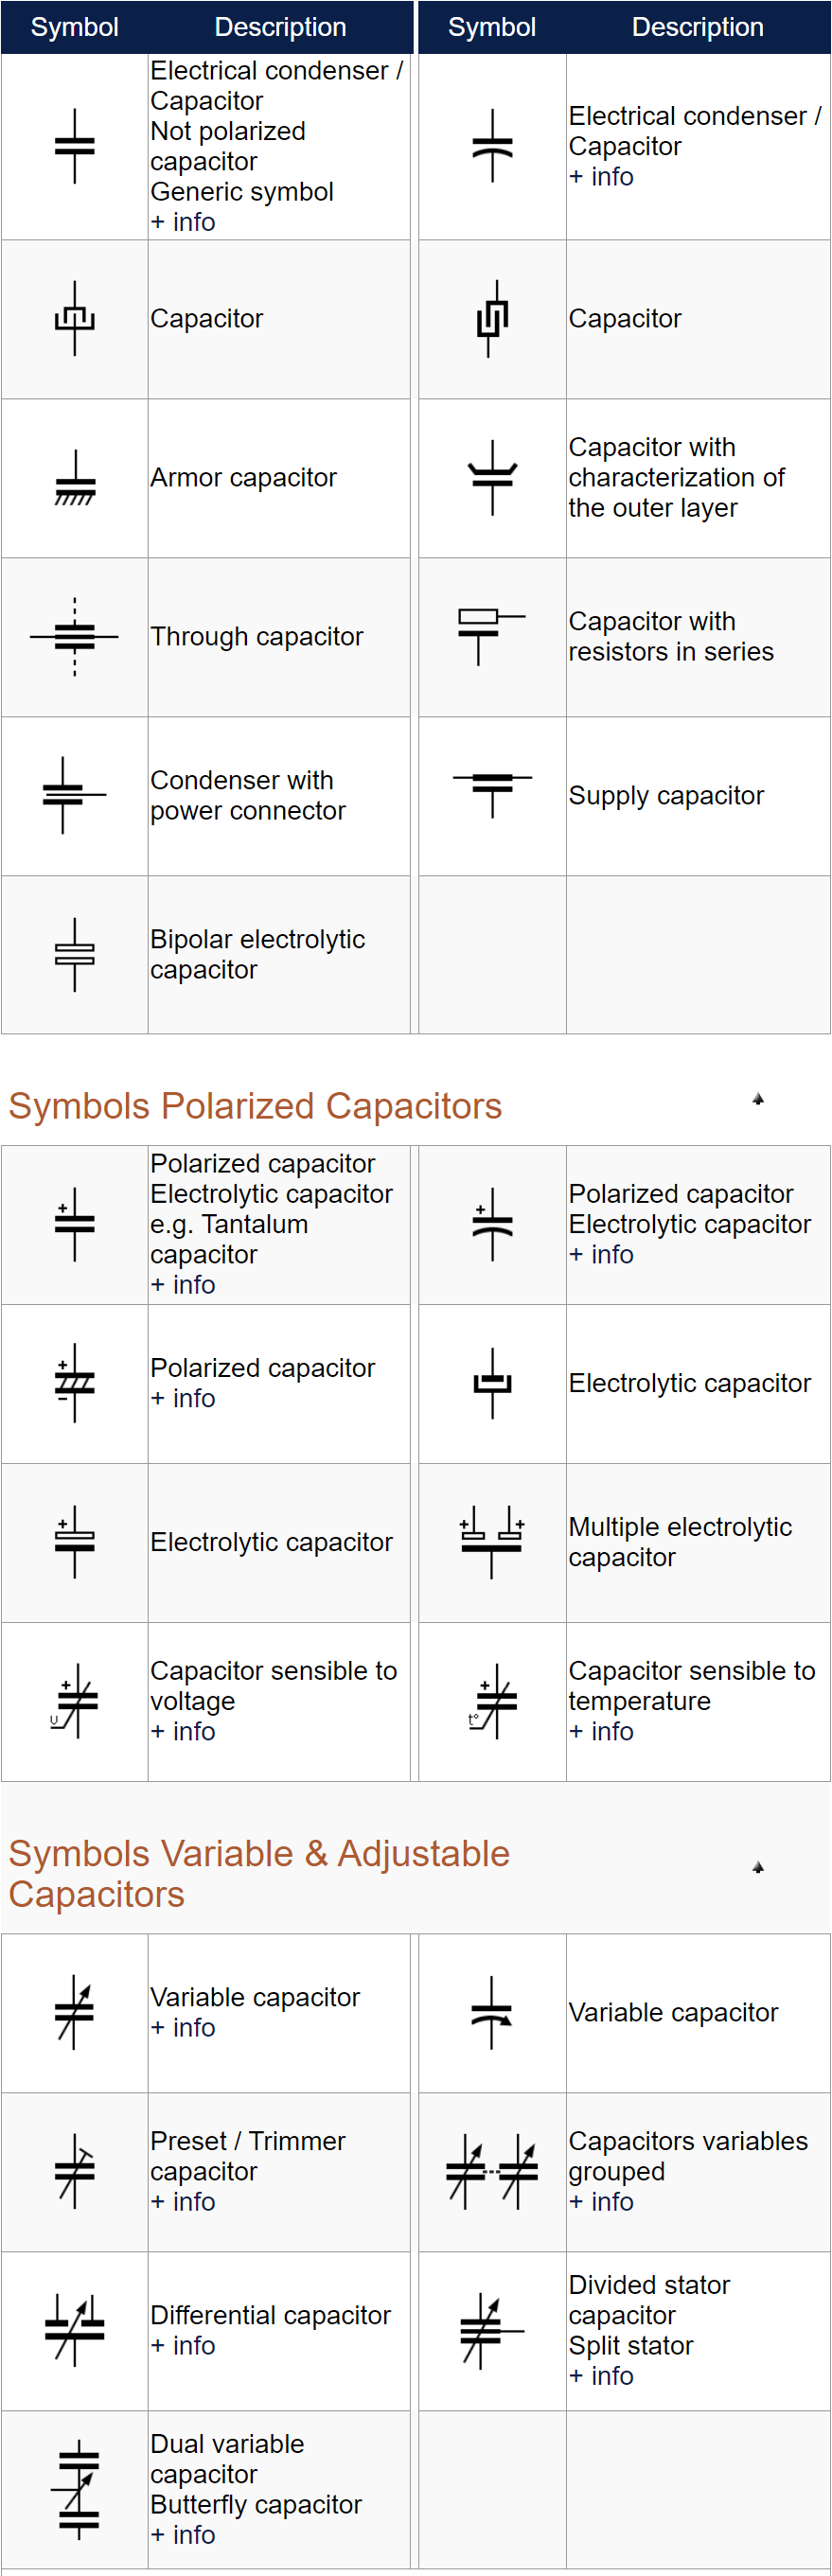 Symbol Description Symbol Description
Electrical condenser /
Capacitor
Not polarized
capacitor
Generic symbol
+ info
Electrical condenser /
Capacitor
+ info
Capacitor
Capacitor
Armor capacitor
Capacitor with
characterization of
the outer layer
Through capacitor
Capacitor with
resistors in series
Condenser with
power connector
Supply capacitor
Bipolar electrolytic
capacitor
Symbols Polarized Capacitors
+
Polarized capacitor
Electrolytic capacitor
e.g. Tantalum
capacitor
+ info
+
Polarized capacitor
Electrolytic capacitor
+ info
+
-
Polarized capacitor
+ info
Electrolytic capacitor
+
Electrolytic capacitor
+ +
Multiple electrolytic
capacitor
+
U
Capacitor sensible to
voltage
+ info
+
t°
Capacitor sensible to
temperature
+ info
Symbols Variable & Adjustable
Capacitors
Variable capacitor
+ info
Variable capacitor
Preset / Trimmer
capacitor
+ info
Capacitors variables
grouped
+ info
Differential capacitor
+ info
Divided stator
capacitor
Split stator
+ info
Dual variable
capacitor
Butterfly capacitor
+ info